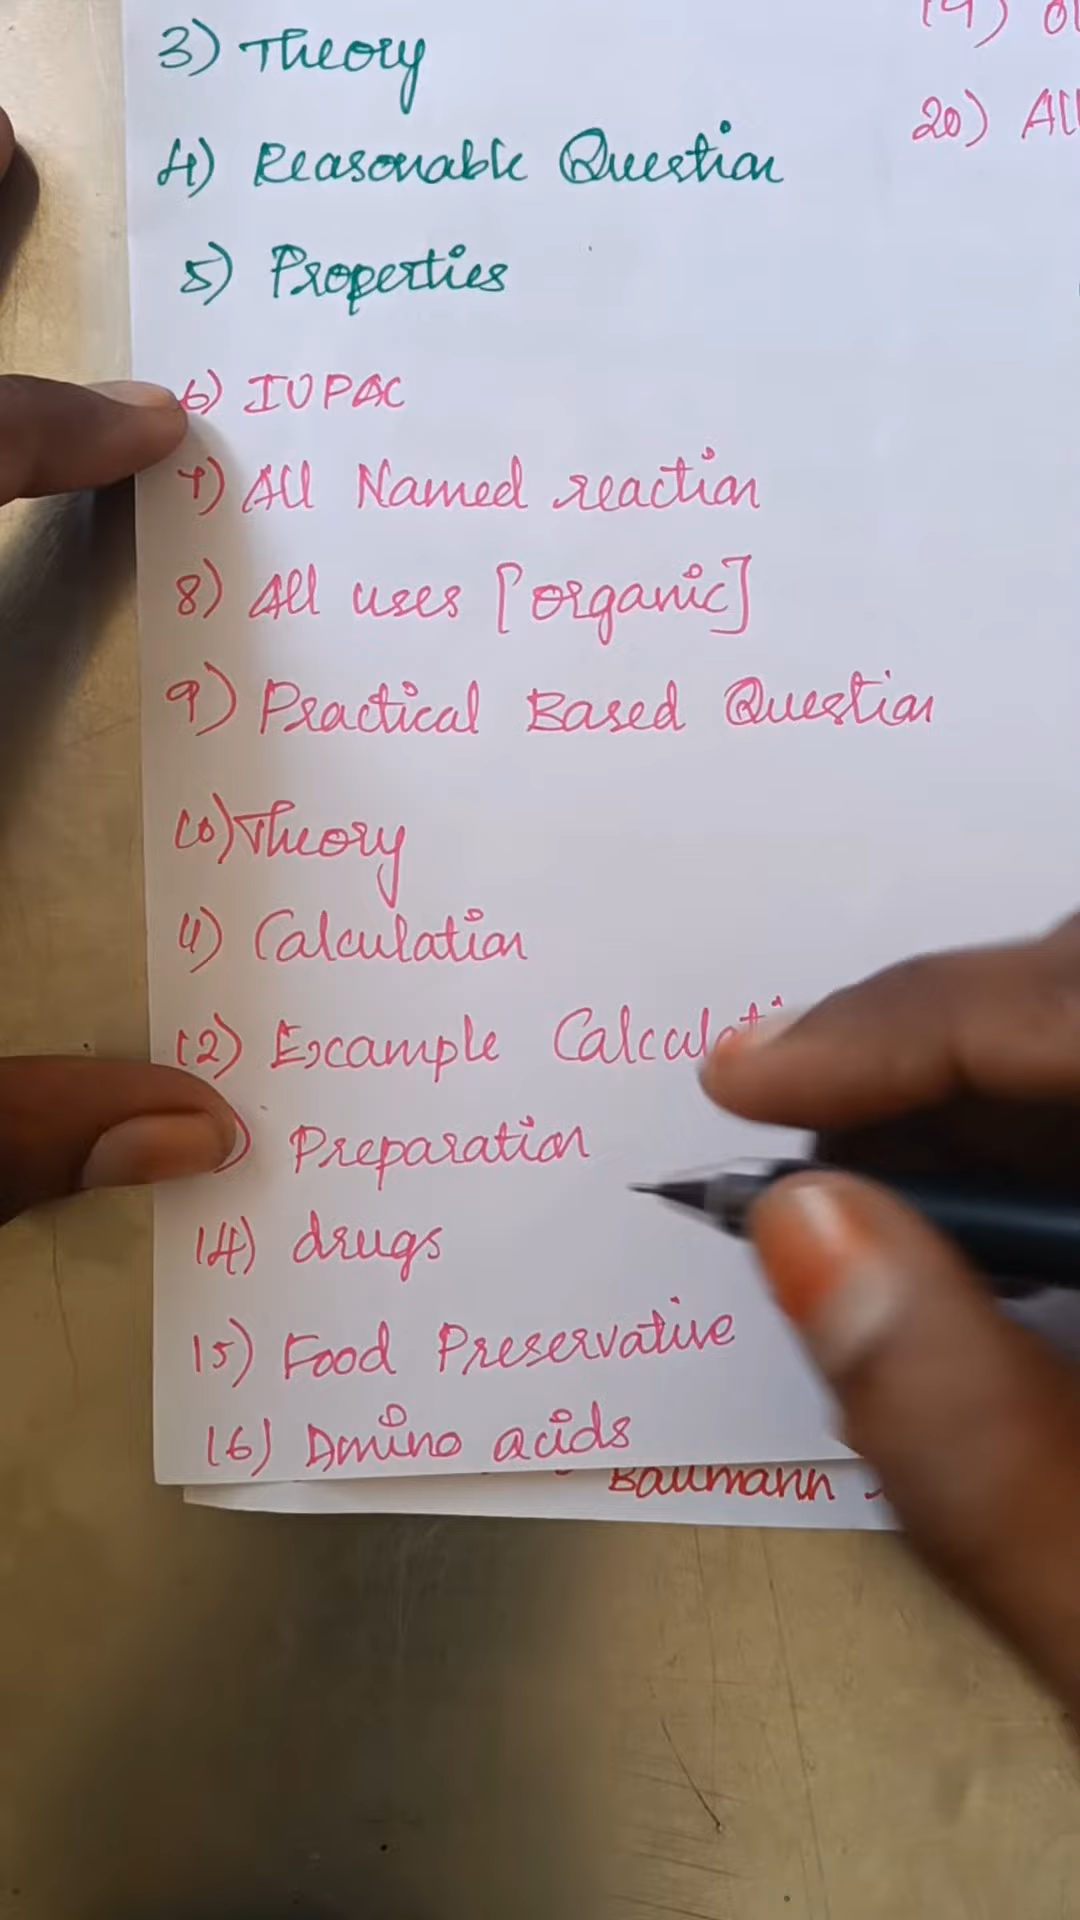 3) Theory
4) Reasonable Question
5) Properties
6) IUPAC
7) All Named reaction
8) All uses [organic]
9) Practical Based Question
10) Theory
11) Calculation
12) Example
) Preparation
14) drugs
15) Food Preservative
16) Amino acids
Baumann
19)
20) All